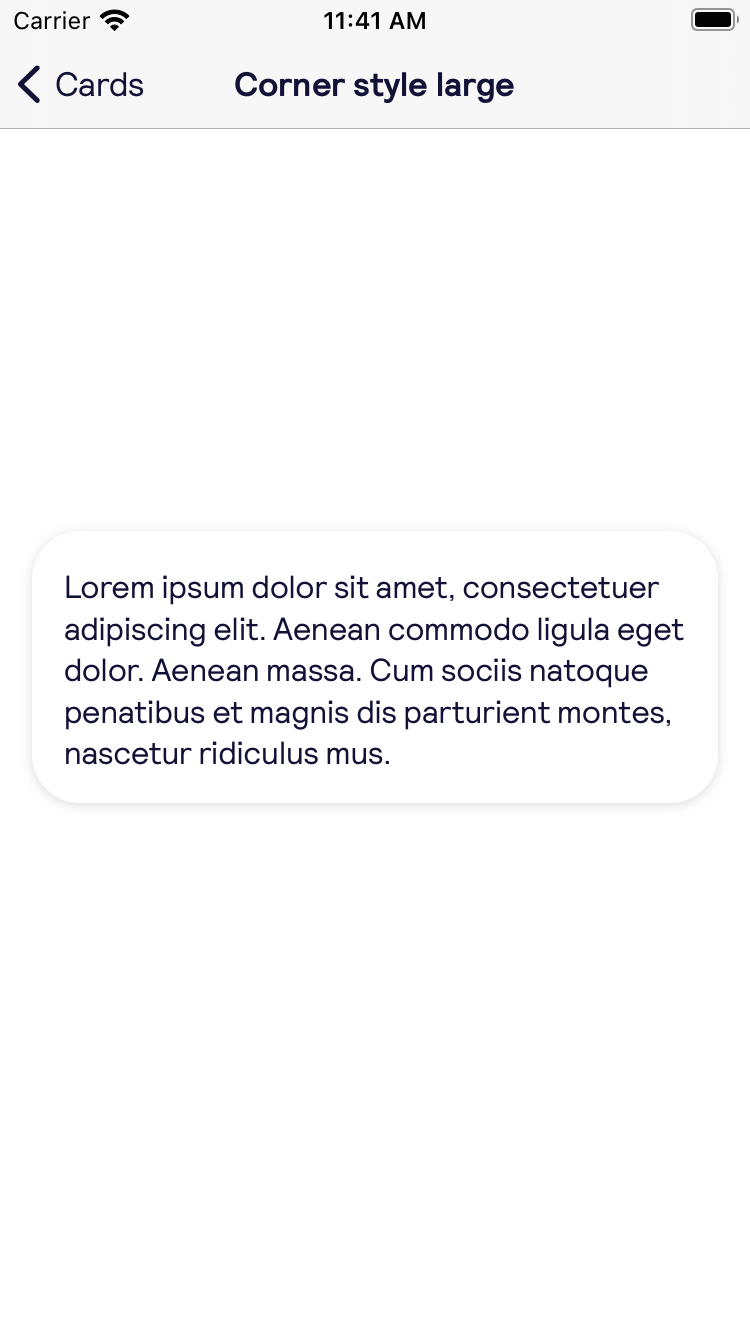 Carrier 11:41 AM
Cards Corner style large
Lorem ipsum dolor sit amet, consectetuer
adipiscing elit. Aenean commodo ligula eget
dolor. Aenean massa. Cum sociis natoque
penatibus et magnis dis parturient montes,
nascetur ridiculus mus.